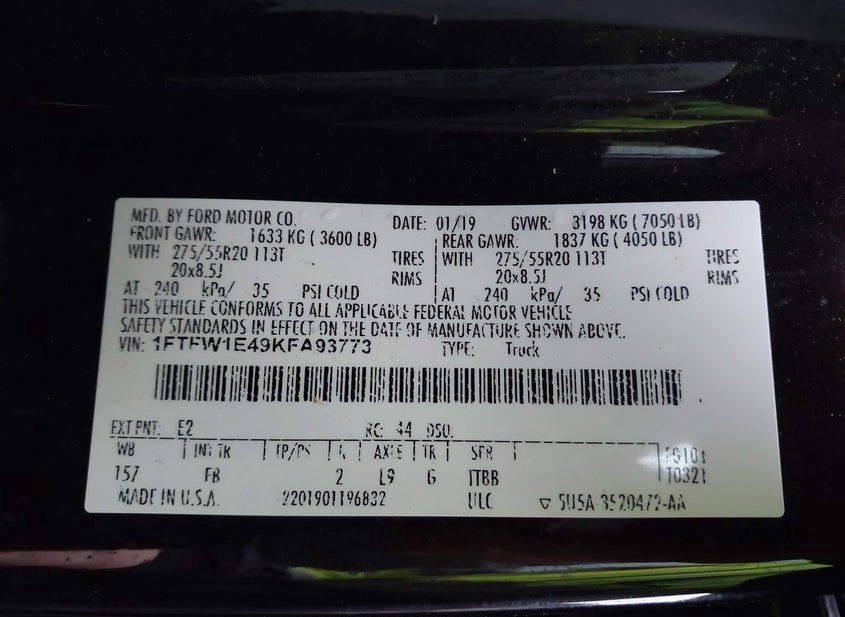 MFD. BY FORD MOTOR CO. DATE: 01/19 GVWR: 3198 KG ( 7050 LB)
FRONT GAWR: 1633 KG ( 3600 LB) REAR GAWR: 1837 KG ( 4050 LB)
WITH 275/55R20 113T TIRES WITH 275/55R20 113T TIRES
20x8.5J RIMS 20x8.5J RIMS
AT 240 kPa/ 35 PSI COLD AT 240 kPa/ 35 PSI COLD
THIS VEHICLE CONFORMS TO ALL APPLICABLE FEDERAL MOTOR VEHICLE
SAFETY STANDARDS IN EFFECT ON THE DATE OF MANUFACTURE SHOWN ABOVE.
VIN: 1FTFW1E49KFA93773 TYPE: Truck
EXT PNT: E2 RC: 44 DSO:
WB INT TR TP/PS R AXLE TR SPR
157 FB 2 L9 G ITBB
MADE IN U.S.A. 2201901196832 ULC 5U5A-3520472-AA